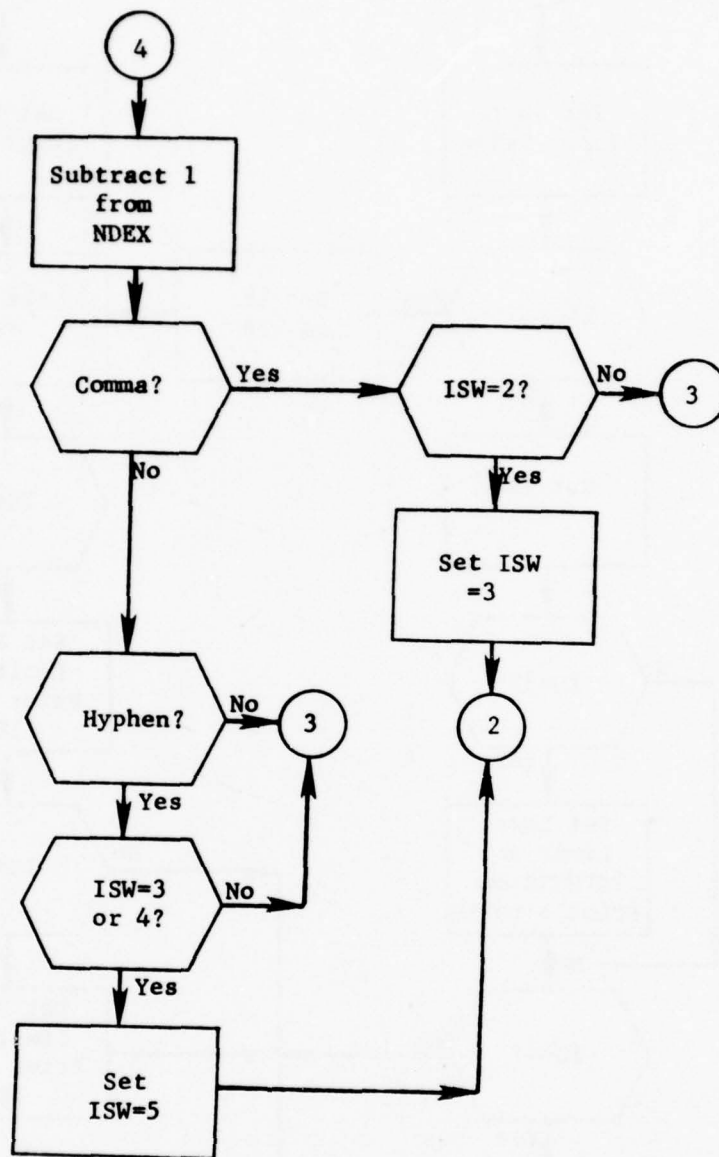 4
Subtract 1
from
NDEX
Comma?
Yes
ISW=2?
No
3
No
Yes
Set ISW
=3
Hyphen?
No
3
2
Yes
ISW=3
or 4?
No
Yes
Set
ISW=5